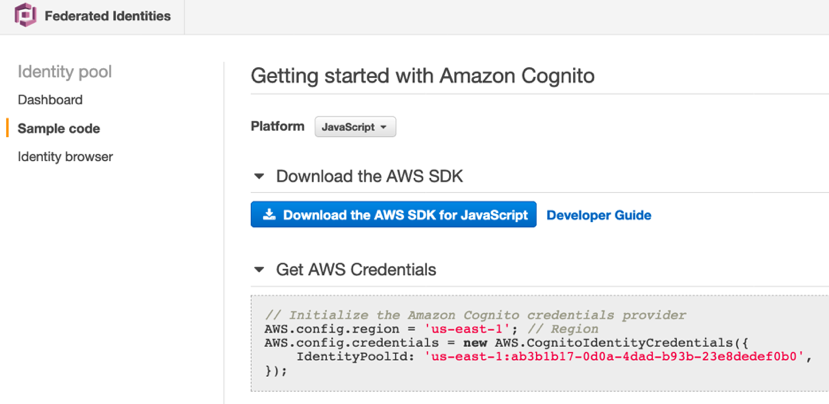 Federated Identities
Identity pool
Dashboard
Sample code
Identity browser
Getting started with Amazon Cognito
Platform JavaScript
Download the AWS SDK
Download the AWS SDK for JavaScript Developer Guide
Get AWS Credentials
// Initialize the Amazon Cognito credentials provider
AWS.config.region = 'us-east-1'; // Region
AWS.config.credentials = new AWS.CognitoIdentityCredentials({
    IdentityPoolId: 'us-east-1:ab3b1b17-0d0a-4dad-b93b-23e8dedef0b0',
});